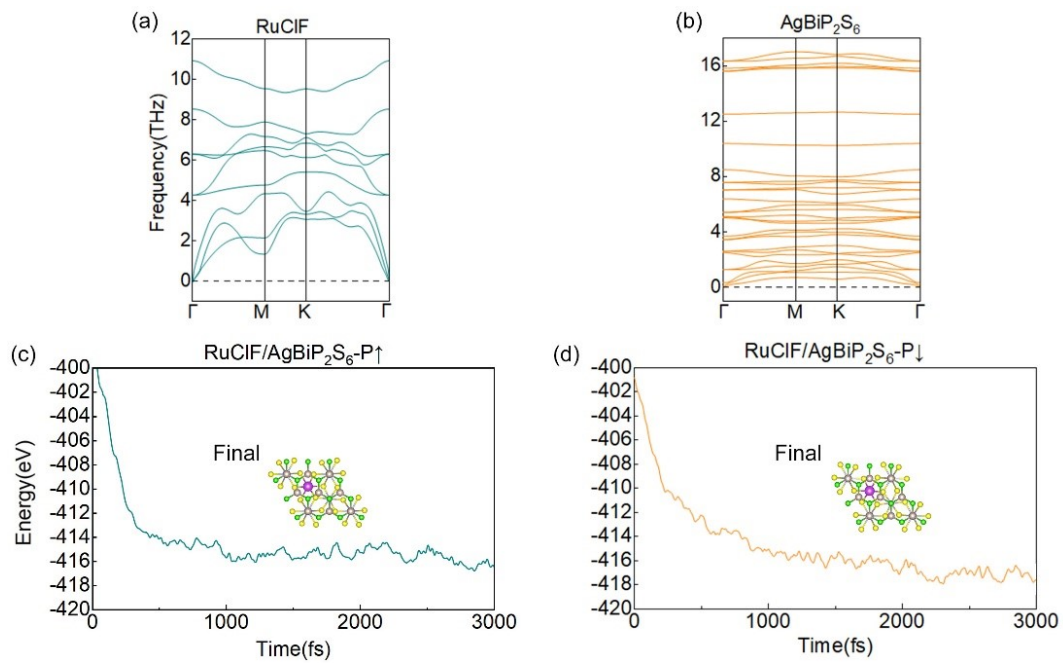 (a)
RuClF
12
10
8
6
4
2
0
Frequency(THz)
Γ M K Γ
(b)
AgBiP₂S₆
16
12
8
4
0
Γ M K Γ
(c)
RuClF/AgBiP₂S₆-P↑
-400
-402
-404
-406
-408
-410
-412
-414
-416
-418
-420
Energy(eV)
Final
0 1000 2000 3000
Time(fs)
(d)
RuClF/AgBiP₂S₆-P↓
-400
-402
-404
-406
-408
-410
-412
-414
-416
-418
-420
Final
0 1000 2000 3000
Time(fs)